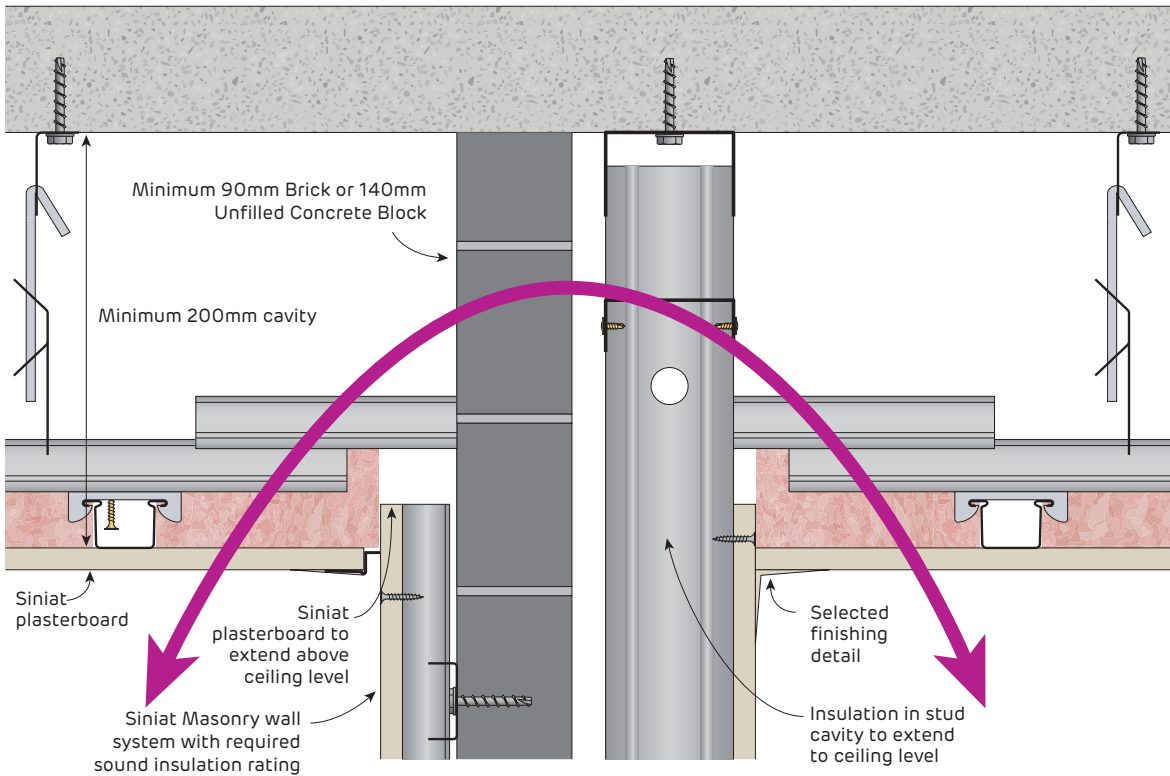 Minimum 90mm Brick or 140mm
Unfilled Concrete Block
Minimum 200mm cavity
Siniat
plasterboard
Siniat
plasterboard to
extend above
ceiling level
Selected
finishing
detail
Siniat Masonry wall
system with required
sound insulation rating
Insulation in stud
cavity to extend
to ceiling level